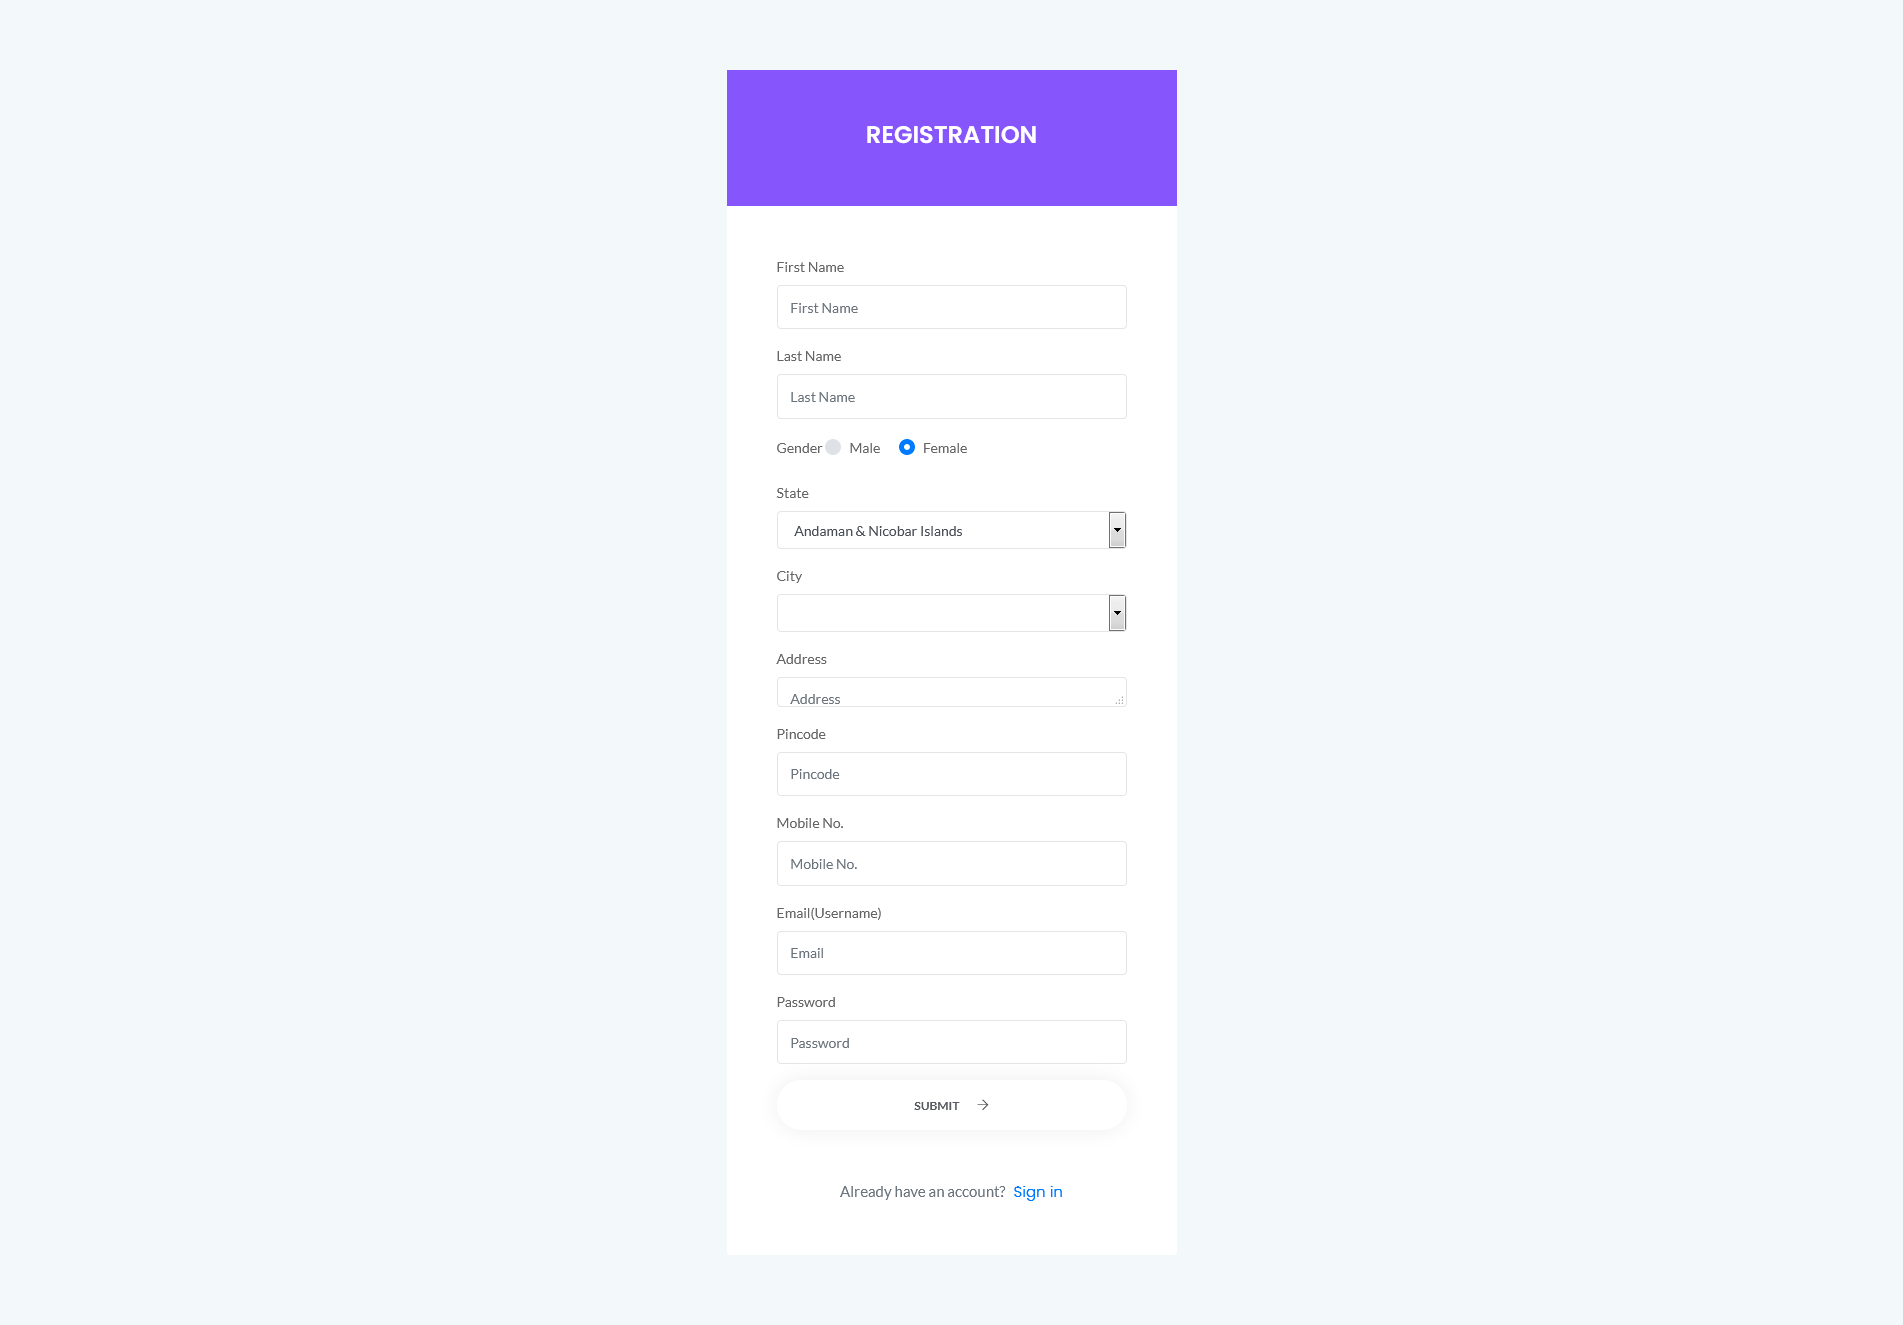 REGISTRATION
First Name
First Name
Last Name
Last Name
Gender Male Female
State
Andaman & Nicobar Islands
City
Address
Address
Pincode
Pincode
Mobile No.
Mobile No.
Email(Username)
Email
Password
Password
SUBMIT
Already have an account? Sign in